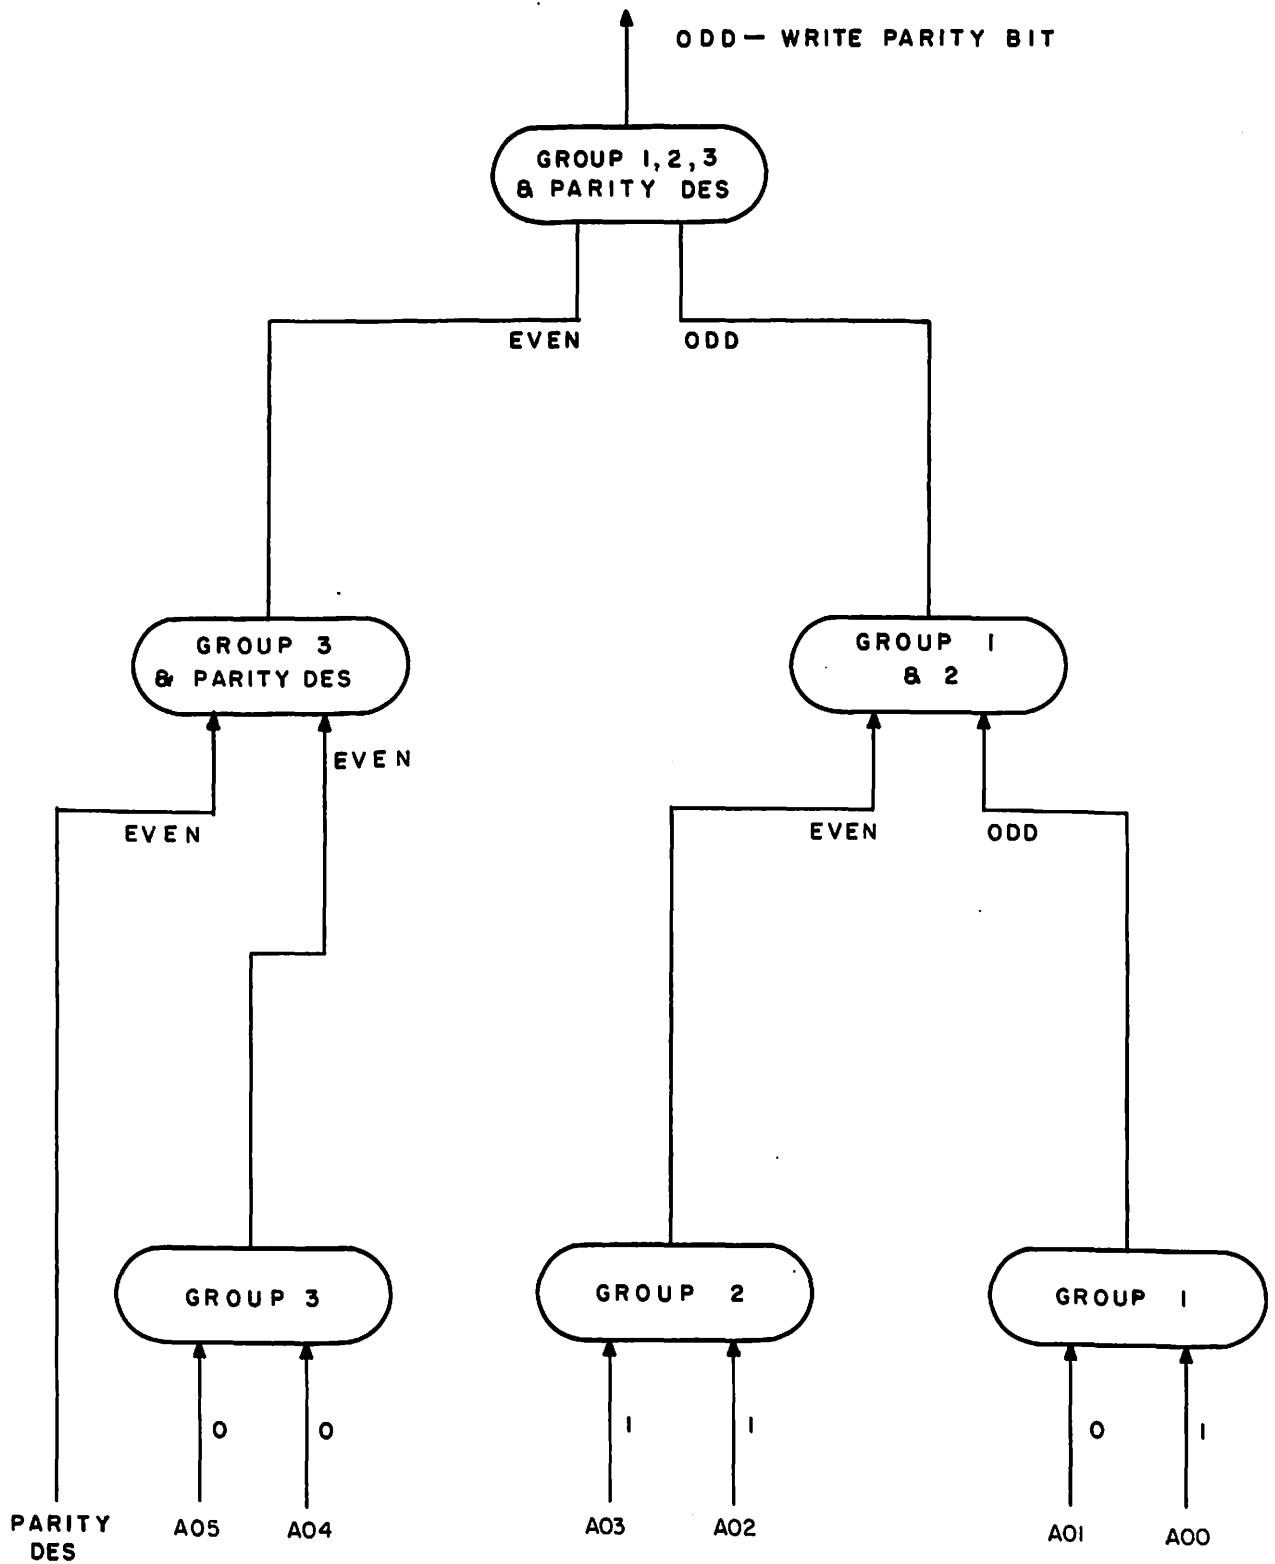 ODD— WRITE PARITY BIT
GROUP 1,2,3
& PARITY DES
EVEN
ODD
GROUP 3
& PARITY DES
GROUP 1
& 2
EVEN
EVEN
EVEN
ODD
GROUP 3
GROUP 2
GROUP 1
0
0
1
1
0
1
PARITY
DES
A05
A04
A03
A02
A01
A00